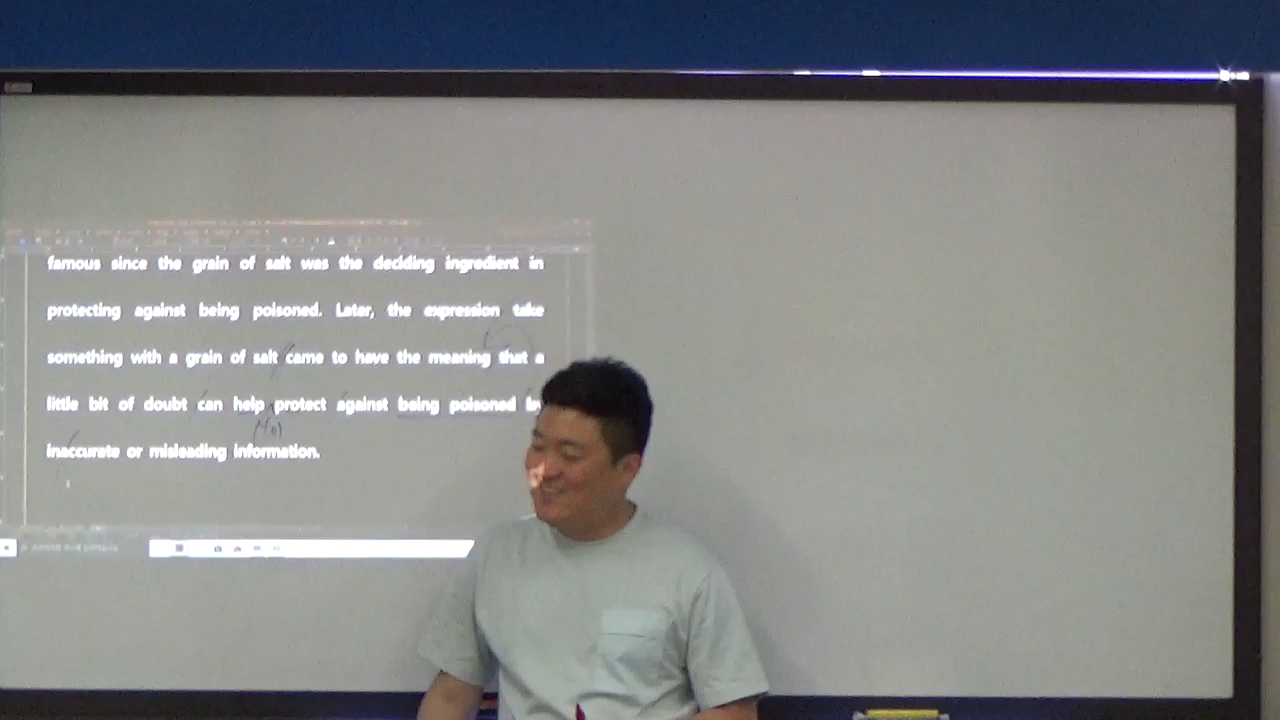 famous since the grain of salt was the deciding ingredient in
protecting against being poisoned. Later, the expression take
something with a grain of salt came to have the meaning that a
little bit of doubt can help protect against being poisoned by
(to)
inaccurate or misleading information.